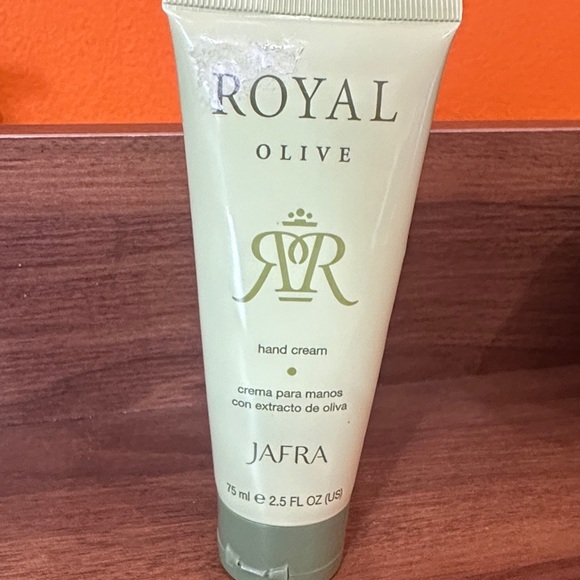 ROYAL
OLIVE
RR
hand cream
crema para manos
con extracto de oliva
JAFRA
75 ml ℮ 2.5 FL OZ (US)